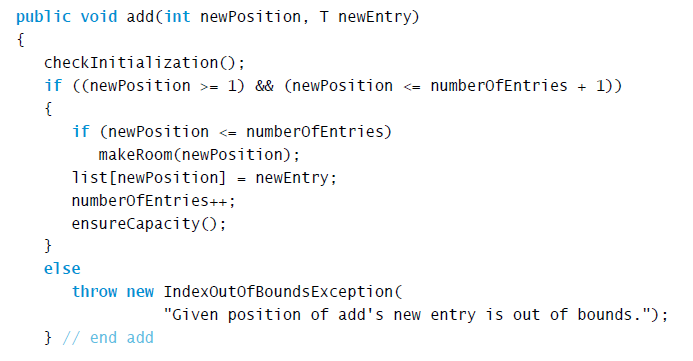 public void add(int newPosition, T newEntry)
{
checkInitialization();
if ((newPosition >= 1) && (newPosition <= numberOfEntries + 1))
{
if (newPosition <= numberOfEntries)
makeRoom(newPosition);
list[newPosition] = newEntry;
numberOfEntries++;
ensureCapacity();
}
else
throw new IndexOutOfBoundsException(
"Given position of add's new entry is out of bounds.");
} // end add